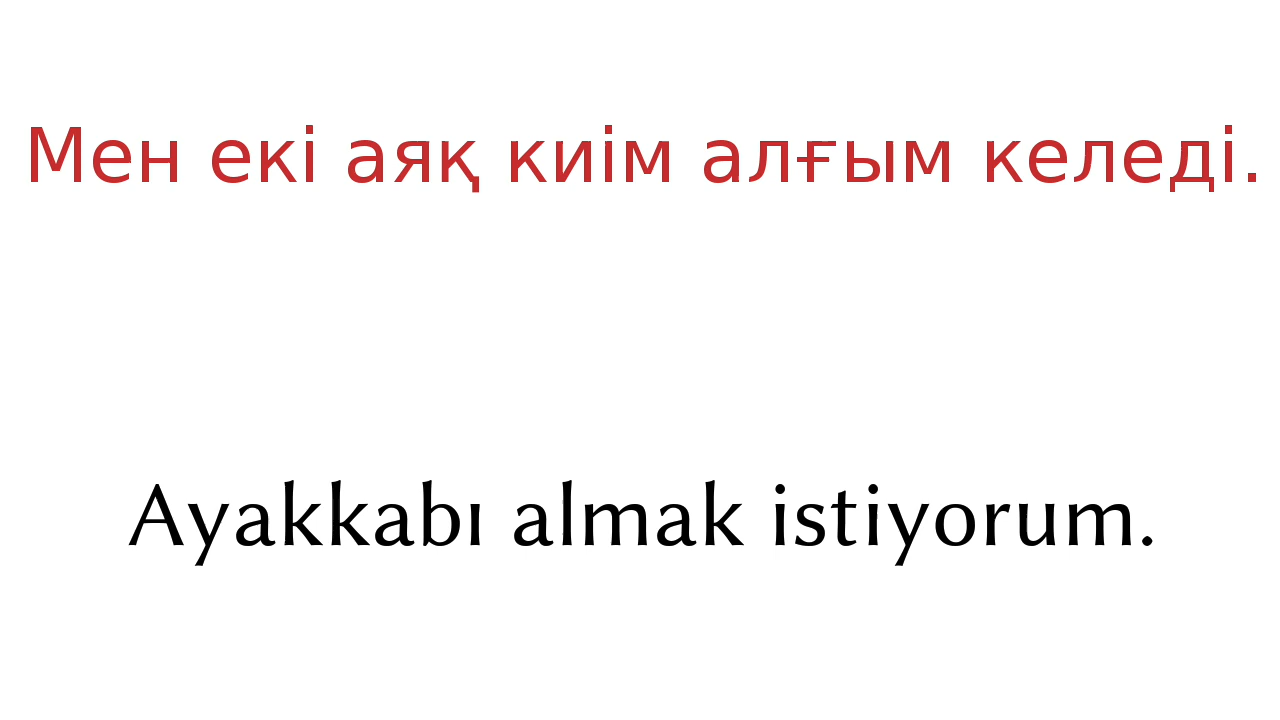 Мен екі аяқ киім алғым келеді.
Ayakkabı almak istiyorum.